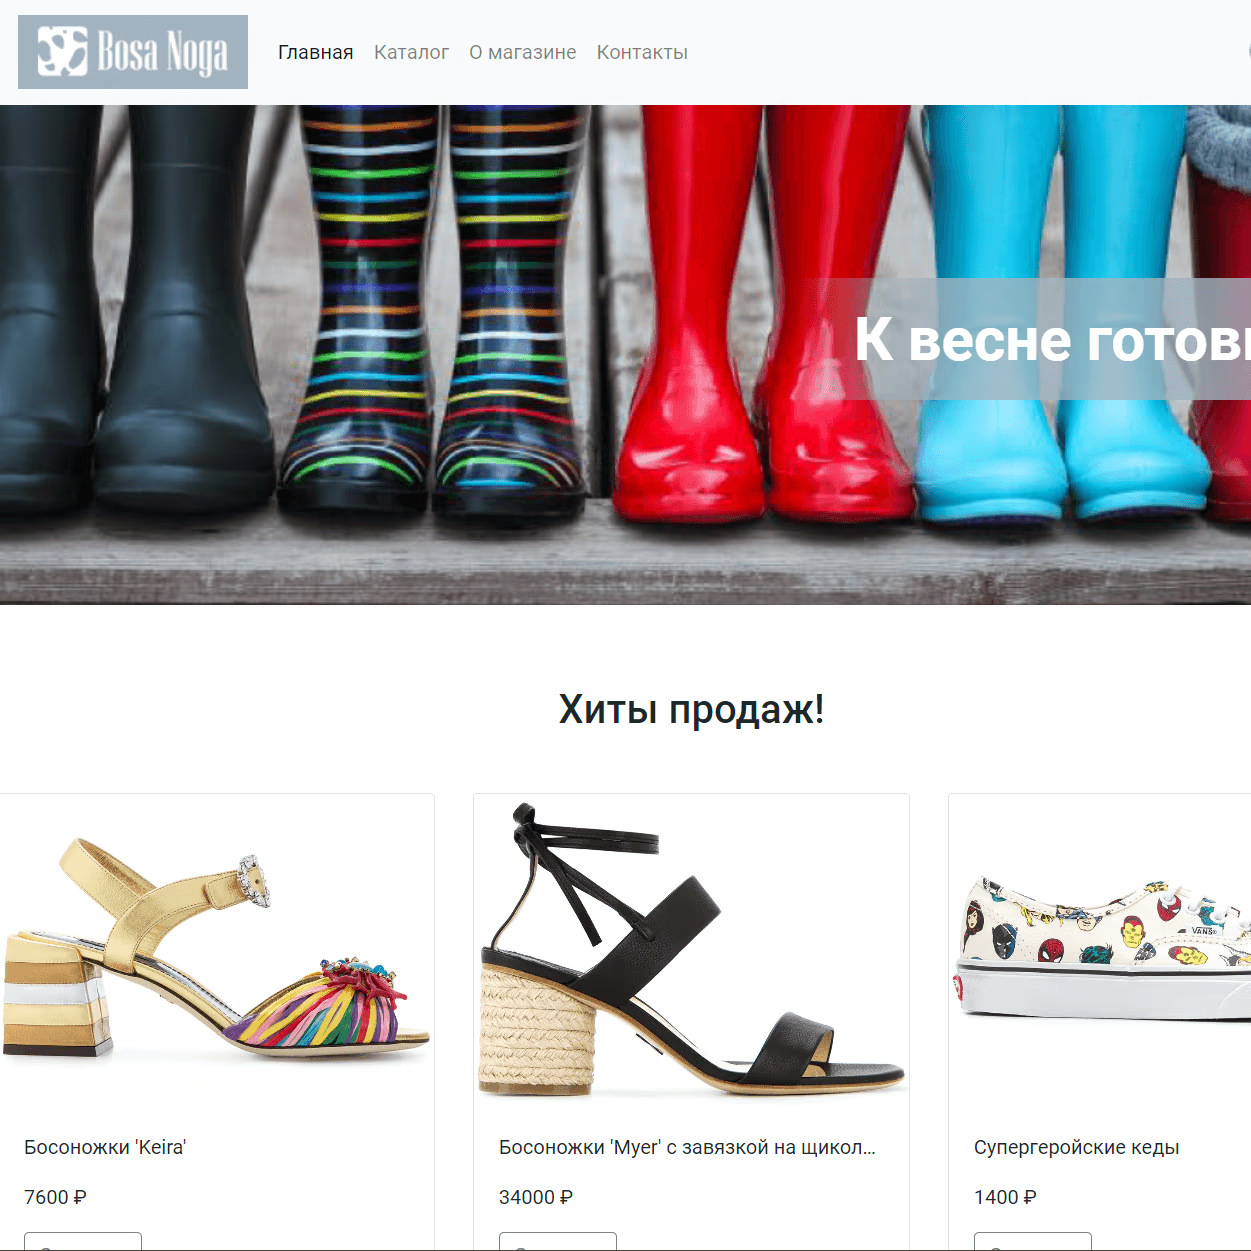 Bosa Noga
Главная Каталог О магазине Контакты
К весне готов
Хиты продаж!
VANS
Босоножки 'Keira'
7600 ₽
Босоножки 'Myer' с завязкой на щикол...
34000 ₽
Супергеройские кеды
1400 ₽